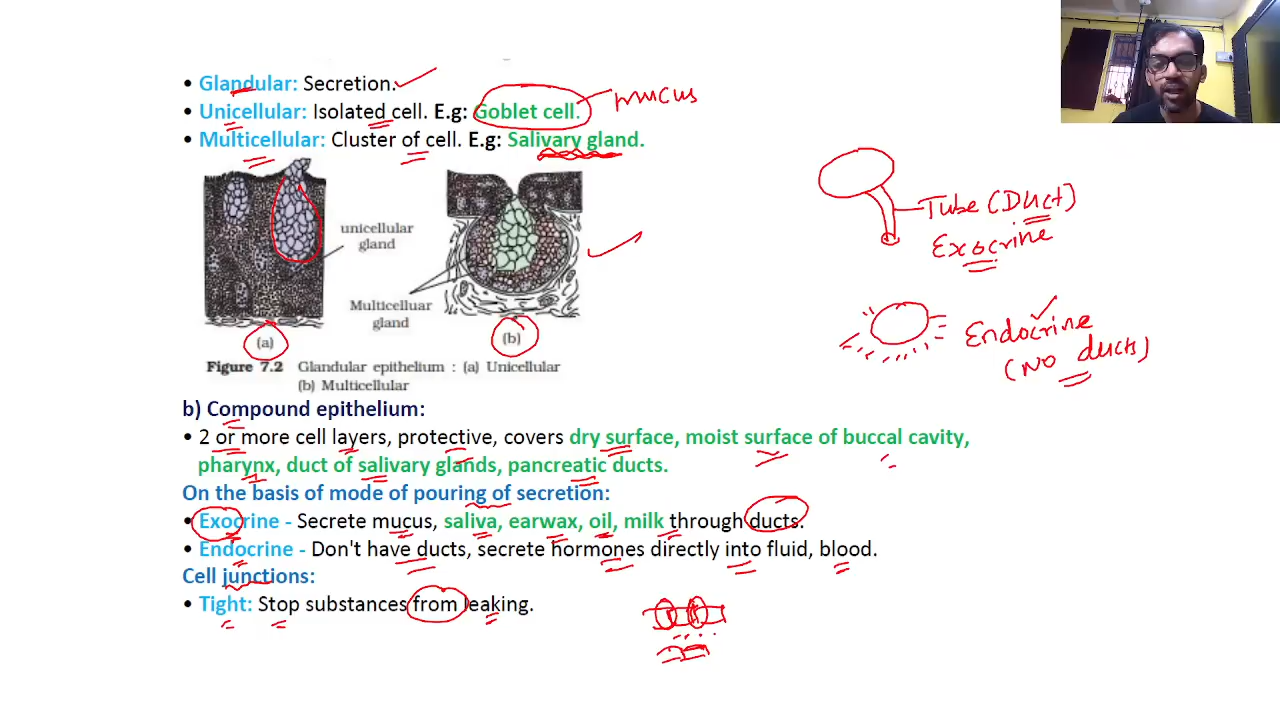 • Glandular: Secretion.
• Unicellular: Isolated cell. E.g: Goblet cell.
mucus
• Multicellular: Cluster of cell. E.g: Salivary gland.
Tube (Duct)
Exocrine
unicellular
gland
Multicelluar
gland
Endocrine
(No ducts)
(a)
(b)
Figure 7.2 Glandular epithelium : (a) Unicellular
(b) Multicellular
b) Compound epithelium:
• 2 or more cell layers, protective, covers dry surface, moist surface of buccal cavity,
pharynx, duct of salivary glands, pancreatic ducts.
On the basis of mode of pouring of secretion:
• Exocrine - Secrete mucus, saliva, earwax, oil, milk through ducts.
• Endocrine - Don't have ducts, secrete hormones directly into fluid, blood.
Cell junctions:
• Tight: Stop substances from leaking.